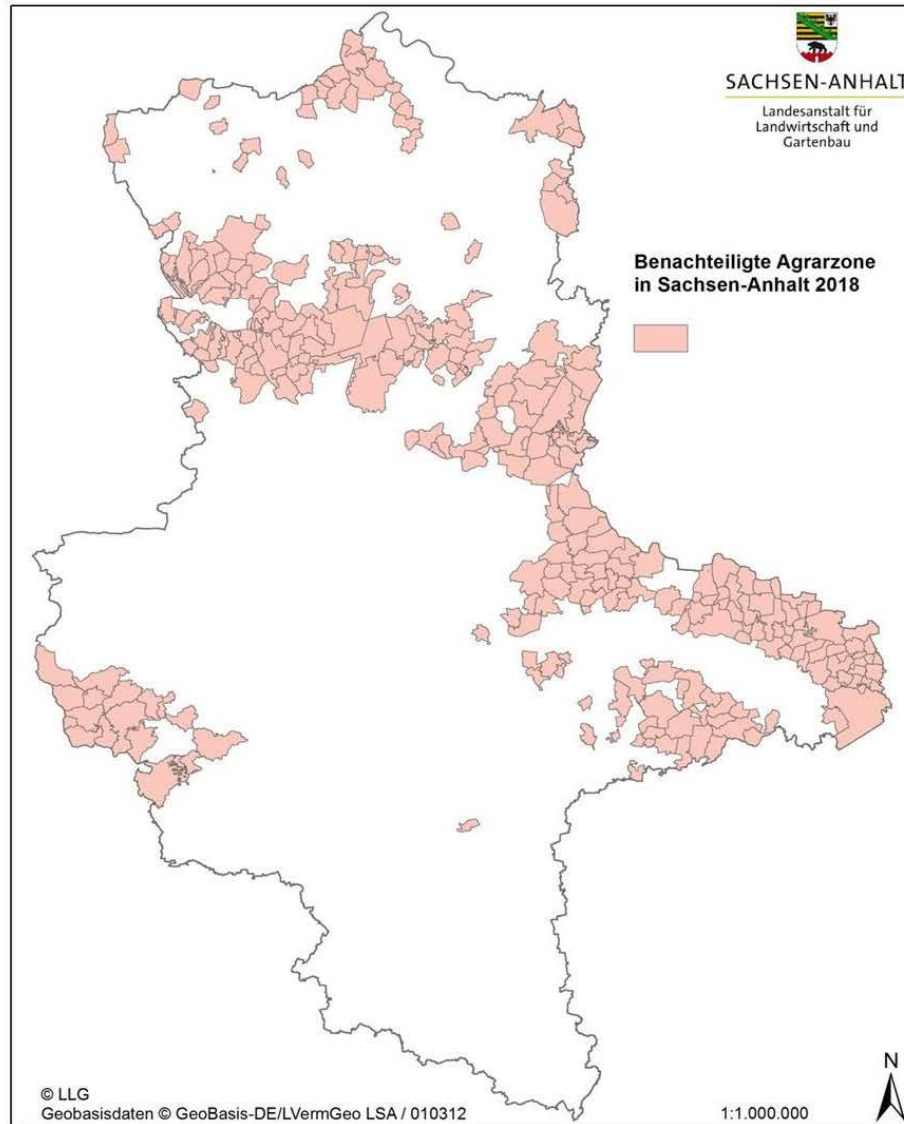 SACHSEN-ANHALT
Landesanstalt für
Landwirtschaft und
Gartenbau
Benachteiligte Agrarzone
in Sachsen-Anhalt 2018
N
© LLG
Geobasisdaten © GeoBasis-DE/LVermGeo LSA / 010312
1:1.000.000